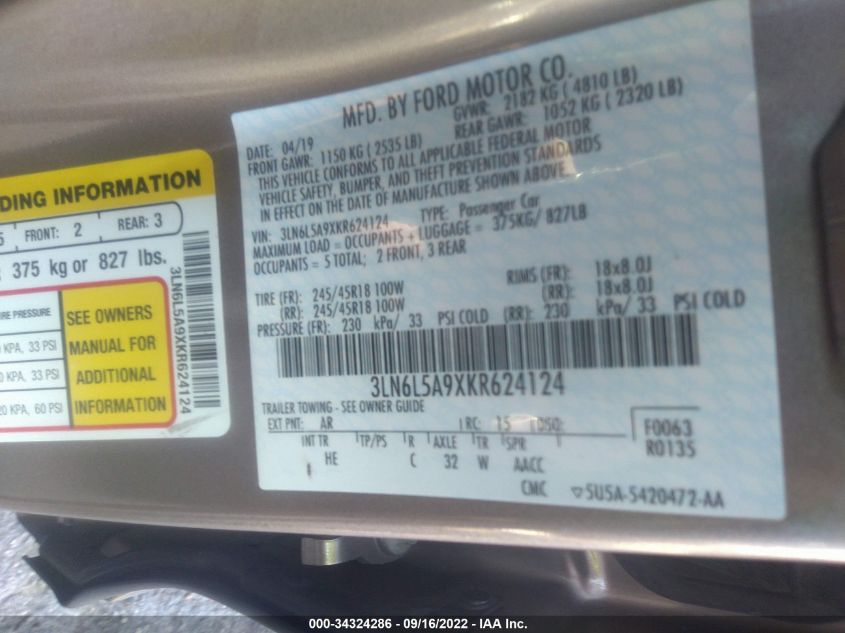 MFD. BY FORD MOTOR CO.
DATE: 04/19 GVWR: 2182 KG ( 4810 LB)
FRONT GAWR: 1150 KG ( 2535 LB) REAR GAWR: 1052 KG ( 2320 LB)
THIS VEHICLE CONFORMS TO ALL APPLICABLE FEDERAL MOTOR
VEHICLE SAFETY, BUMPER, AND THEFT PREVENTION STANDARDS
IN EFFECT ON THE DATE OF MANUFACTURE SHOWN ABOVE.
VIN: 3LN6L5A9XKR624124 TYPE: Passenger Car
MAXIMUM LOAD = OCCUPANTS + LUGGAGE = 375KG/ 827LB
OCCUPANTS = 5 TOTAL; 2 FRONT, 3 REAR
TIRE (FR): 245/45R18 100W RIMS (FR): 18x8.0J
(RR): 245/45R18 100W (RR): 18x8.0J
PRESSURE (FR): 230 kPa/ 33 PSI COLD (RR): 230 kPa/ 33 PSI COLD
3LN6L5A9XKR624124
TRAILER TOWING - SEE OWNER GUIDE
EXT PNT: AR RC: 15 DSO: F0063
R0135
INT TR TP/PS R AXLE TR SPR
HE C 32 W AACC
CMC 5U5A-5420472-AA
DING INFORMATION
5 FRONT: 2 REAR: 3
375 kg or 827 lbs.
IRE PRESSURE
KPA, 33 PSI
0 KPA, 33 PSI
20 KPA, 60 PSI
SEE OWNERS
MANUAL FOR
ADDITIONAL
INFORMATION
3LN6L5A9XKR624124
000-34324286 - 09/16/2022 - IAA Inc.